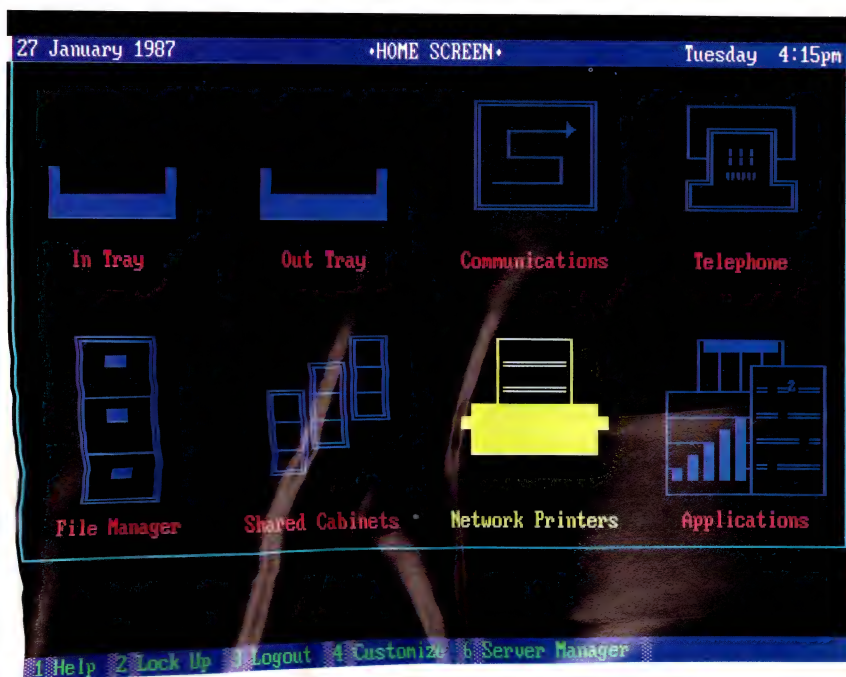 27 January 1987 •HOME SCREEN• Tuesday 4:15pm
In Tray Out Tray Communications Telephone
2
File Manager Shared Cabinets Network Printers Applications
1 Help 2 Lock Up 3 Logout 4 Customize 6 Server Manager